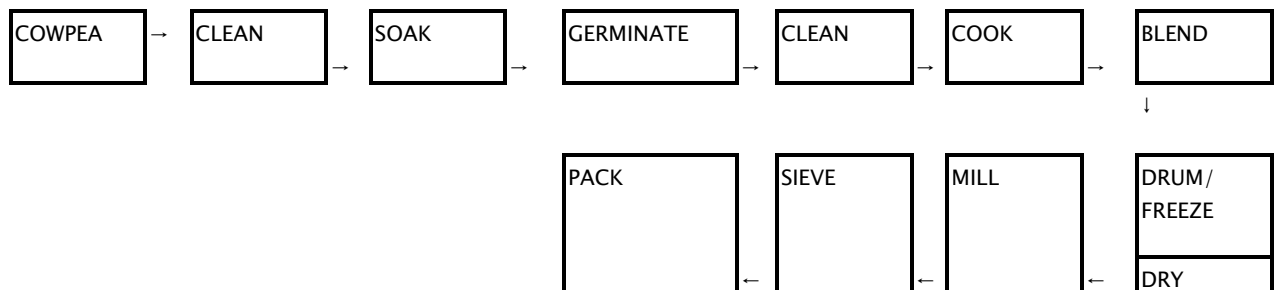 COWPEA → CLEAN → SOAK → GERMINATE → CLEAN → COOK → BLEND
↓
PACK ← SIEVE ← MILL ← DRUM/
FREEZE
DRY